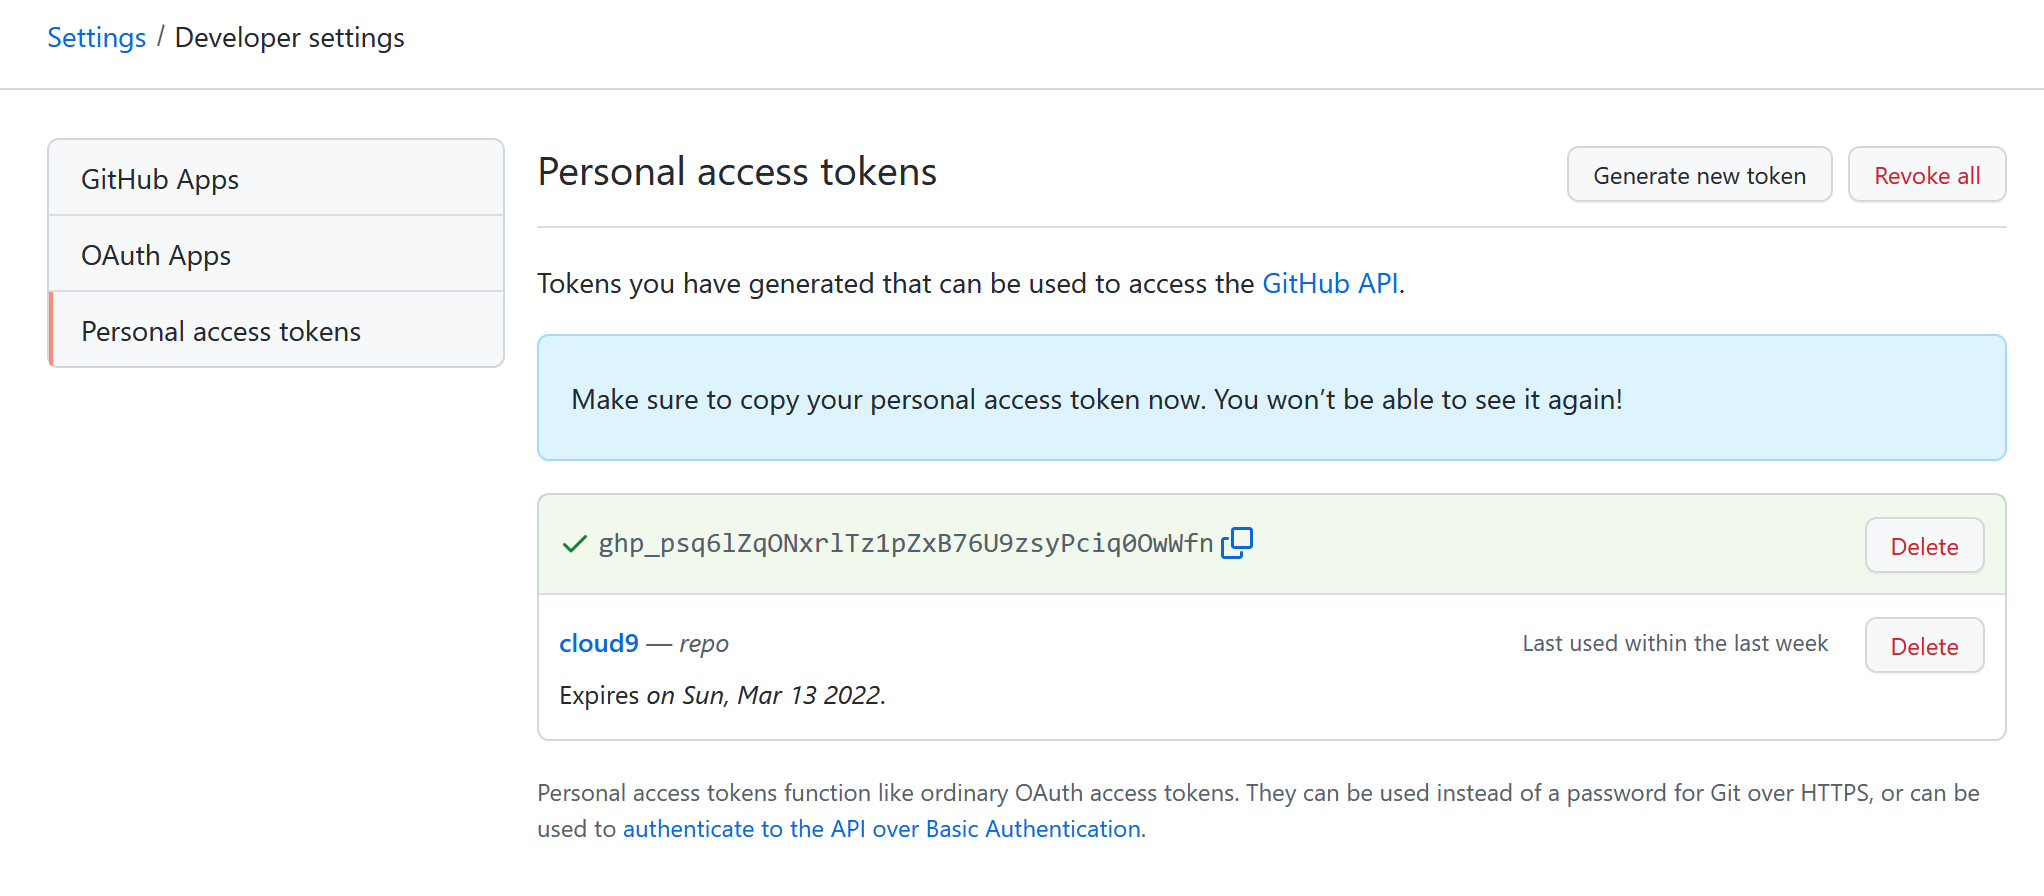 Settings / Developer settings
GitHub Apps
OAuth Apps
Personal access tokens
Personal access tokens
Generate new token
Revoke all
Tokens you have generated that can be used to access the GitHub API.
Make sure to copy your personal access token now. You won’t be able to see it again!
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
Delete
cloud9 — repo
Last used within the last week
Delete
Expires on Sun, Mar 13 2022.
Personal access tokens function like ordinary OAuth access tokens. They can be used instead of a password for Git over HTTPS, or can be
used to authenticate to the API over Basic Authentication.